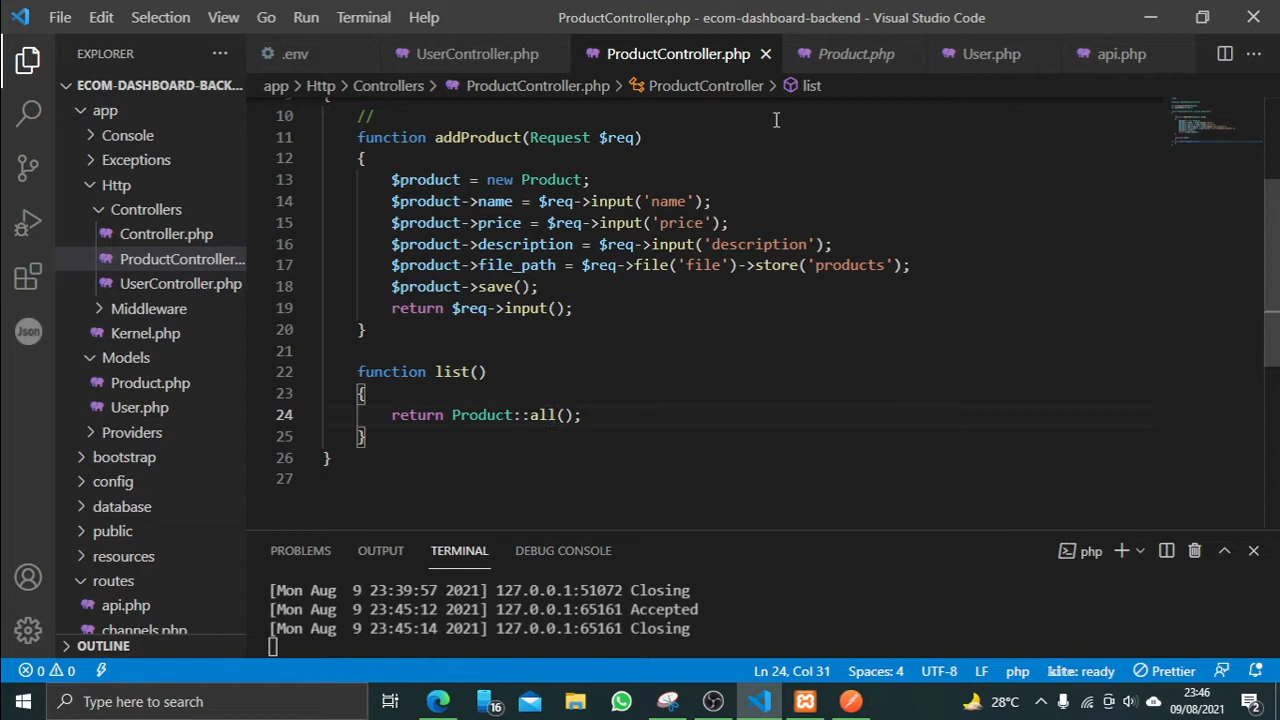 File Edit Selection View Go Run Terminal Help ProductController.php - ecom-dashboard-backend - Visual Studio Code
EXPLORER
.env UserController.php ProductController.php Product.php User.php api.php
ECOM-DASHBOARD-BACK...
app > Http > Controllers > ProductController.php > ProductController > list
app
Console
Exceptions
Http
Controllers
Controller.php
ProductController...
UserController.php
Middleware
Kernel.php
Models
Product.php
User.php
Providers
bootstrap
config
database
public
resources
routes
api.php
channels.php
OUTLINE
Json
10 //
11 function addProduct(Request $req)
12 {
13 $product = new Product;
14 $product->name = $req->input('name');
15 $product->price = $req->input('price');
16 $product->description = $req->input('description');
17 $product->file_path = $req->file('file')->store('products');
18 $product->save();
19 return $req->input();
20 }
21
22 function list()
23 {
24 return Product::all();
25 }
26 }
27
PROBLEMS OUTPUT TERMINAL DEBUG CONSOLE php
[Mon Aug 9 23:39:57 2021] 127.0.0.1:51072 Closing
[Mon Aug 9 23:45:12 2021] 127.0.0.1:65161 Accepted
[Mon Aug 9 23:45:14 2021] 127.0.0.1:65161 Closing
0 0 Ln 24, Col 31 Spaces: 4 UTF-8 LF php kite: ready Prettier
Type here to search 16 28°C 23:46
09/08/2021 2